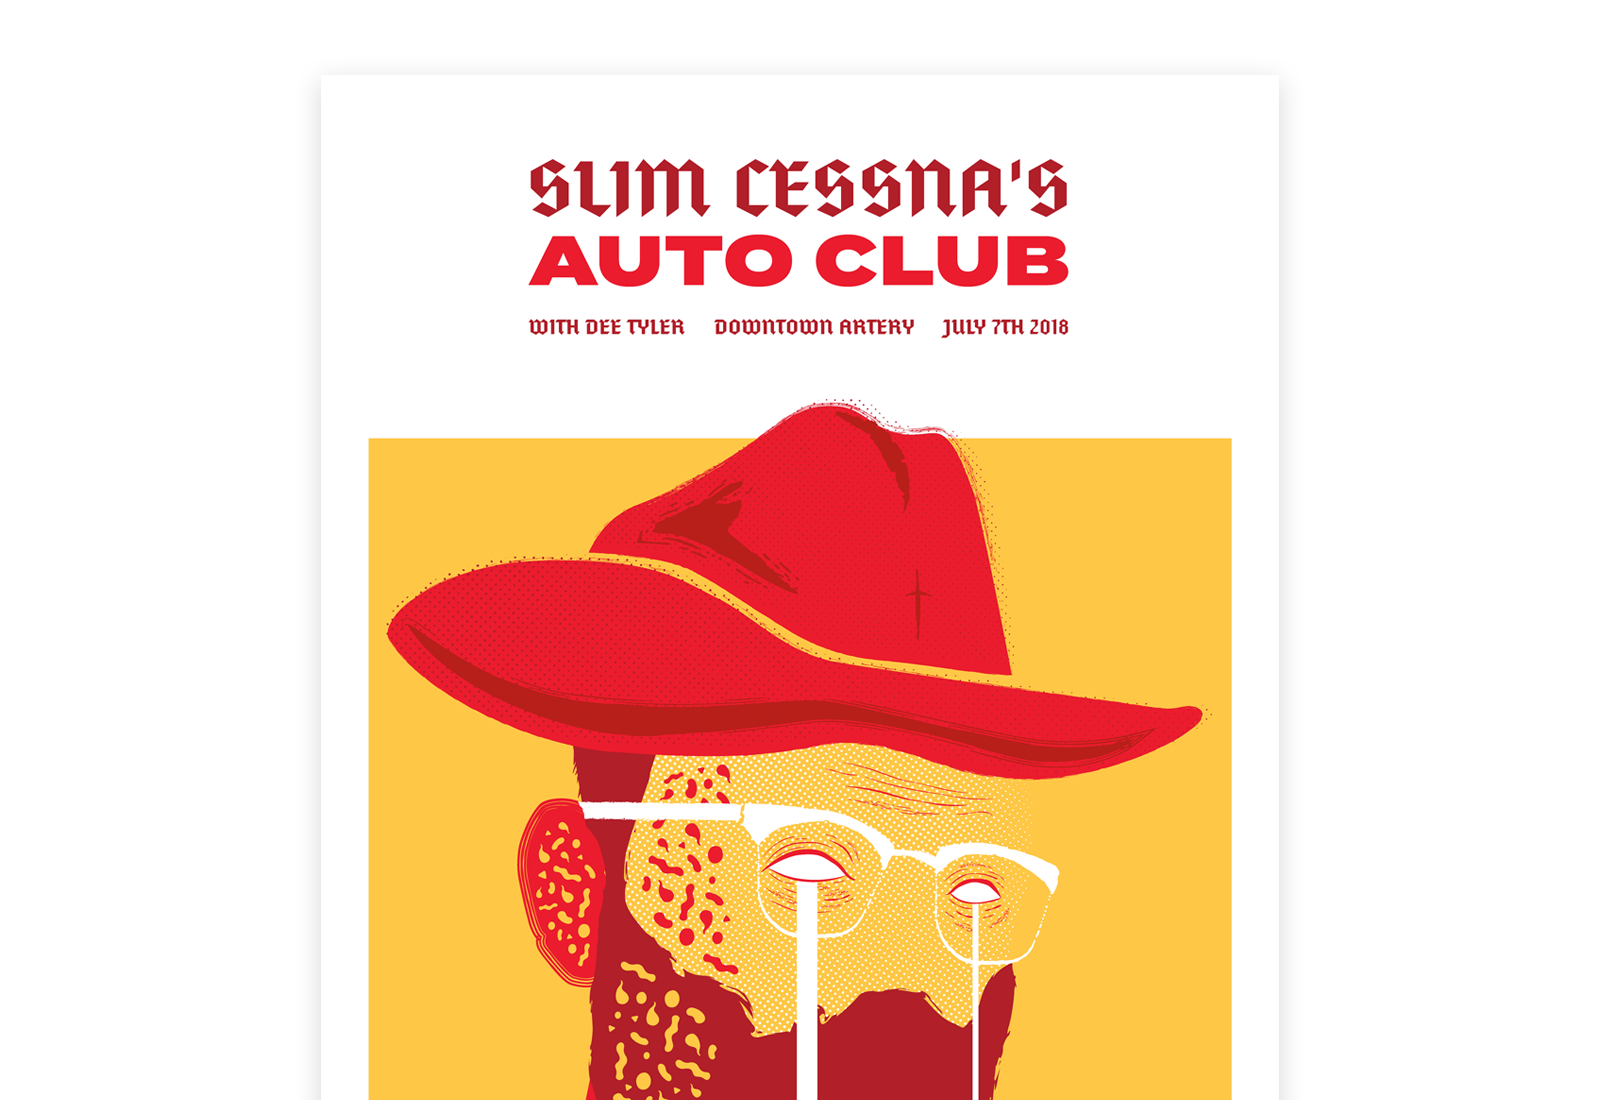 SLIM CESSNA'S
AUTO CLUB
WITH DEE TYLER DOWNTOWN ARTERY JULY 7TH 2018